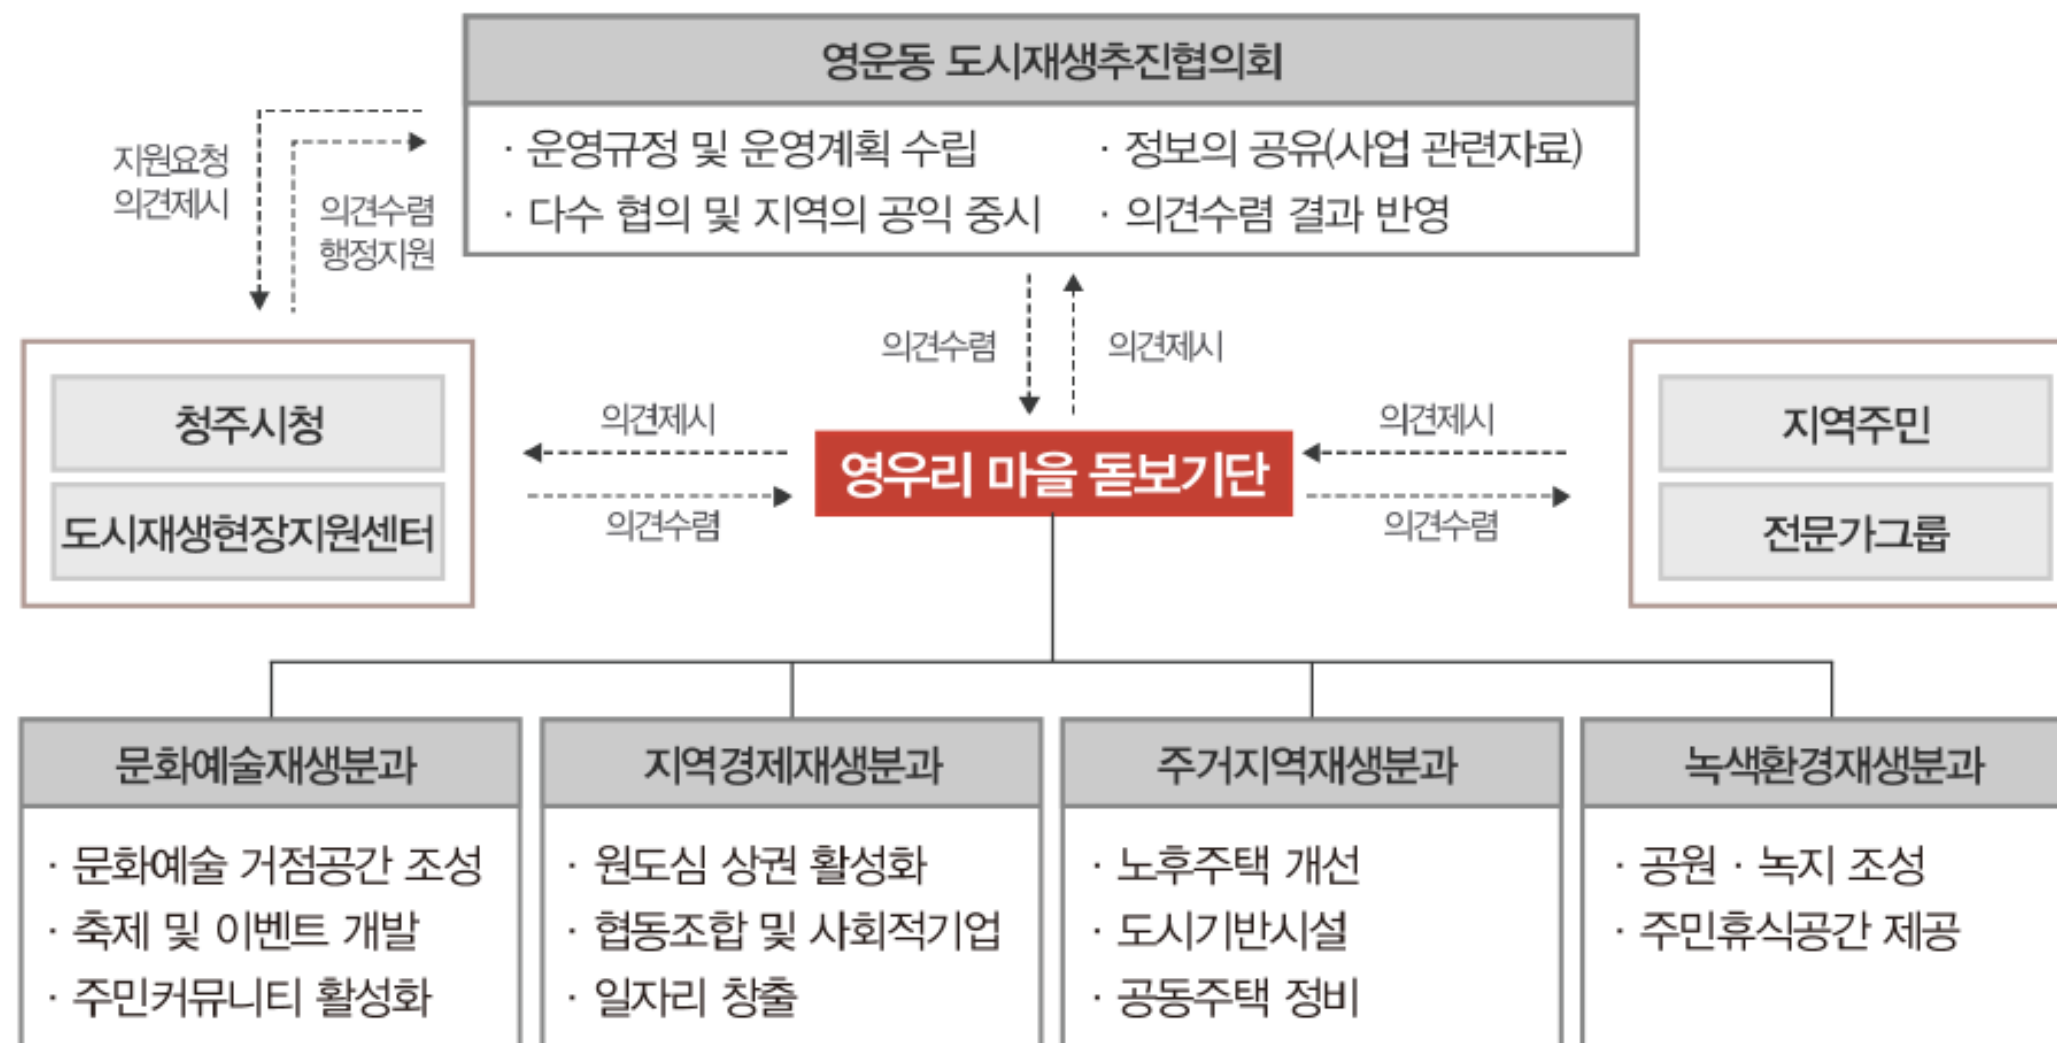 영운동 도시재생추진협의회
· 운영규정 및 운영계획 수립
· 정보의 공유(사업 관련자료)
· 다수 협의 및 지역의 공익 중시
· 의견수렴 결과 반영
지원요청
의견제시
의견수렴
행정지원
의견수렴
의견제시
청주시청
도시재생현장지원센터
의견제시
의견수렴
영우리 마을 돋보기단
의견제시
의견수렴
지역주민
전문가그룹
문화예술재생분과
· 문화예술 거점공간 조성
· 축제 및 이벤트 개발
· 주민커뮤니티 활성화
지역경제재생분과
· 원도심 상권 활성화
· 협동조합 및 사회적기업
· 일자리 창출
주거지역재생분과
· 노후주택 개선
· 도시기반시설
· 공동주택 정비
녹색환경재생분과
· 공원 · 녹지 조성
· 주민휴식공간 제공